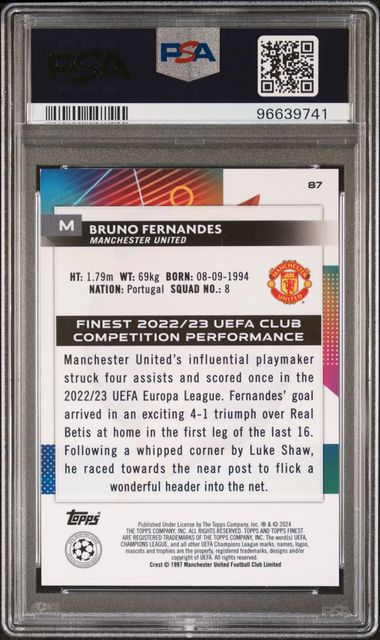 PSA
PSA
96639741
87
M
BRUNO FERNANDES
MANCHESTER UNITED
HT: 1.79m WT: 69kg BORN: 08-09-1994
NATION: Portugal SQUAD NO.: 8
MANCHESTER
UNITED
FINEST 2022/23 UEFA CLUB
COMPETITION PERFORMANCE
Manchester United's influential playmaker
struck four assists and scored once in the
2022/23 UEFA Europa League. Fernandes' goal
arrived in an exciting 4-1 triumph over Real
Betis at home in the first leg of the last 16.
Following a whipped corner by Luke Shaw,
he raced towards the near post to flick a
wonderful header into the net.
Topps
Published Under License by The Topps Company, Inc. ® & © 2024
THE TOPPS COMPANY, INC. ALL RIGHTS RESERVED. TOPPS AND TOPPS FINEST
ARE REGISTERED TRADEMARKS OF THE TOPPS COMPANY, INC. The word(s) UEFA,
CHAMPIONS LEAGUE, and all other UEFA Champions League marks, names, logos,
mascots and trophies are the property, registered trademarks, designs and/or
copyright of UEFA. All rights reserved.
Crest © 1997 Manchester United Football Club Limited